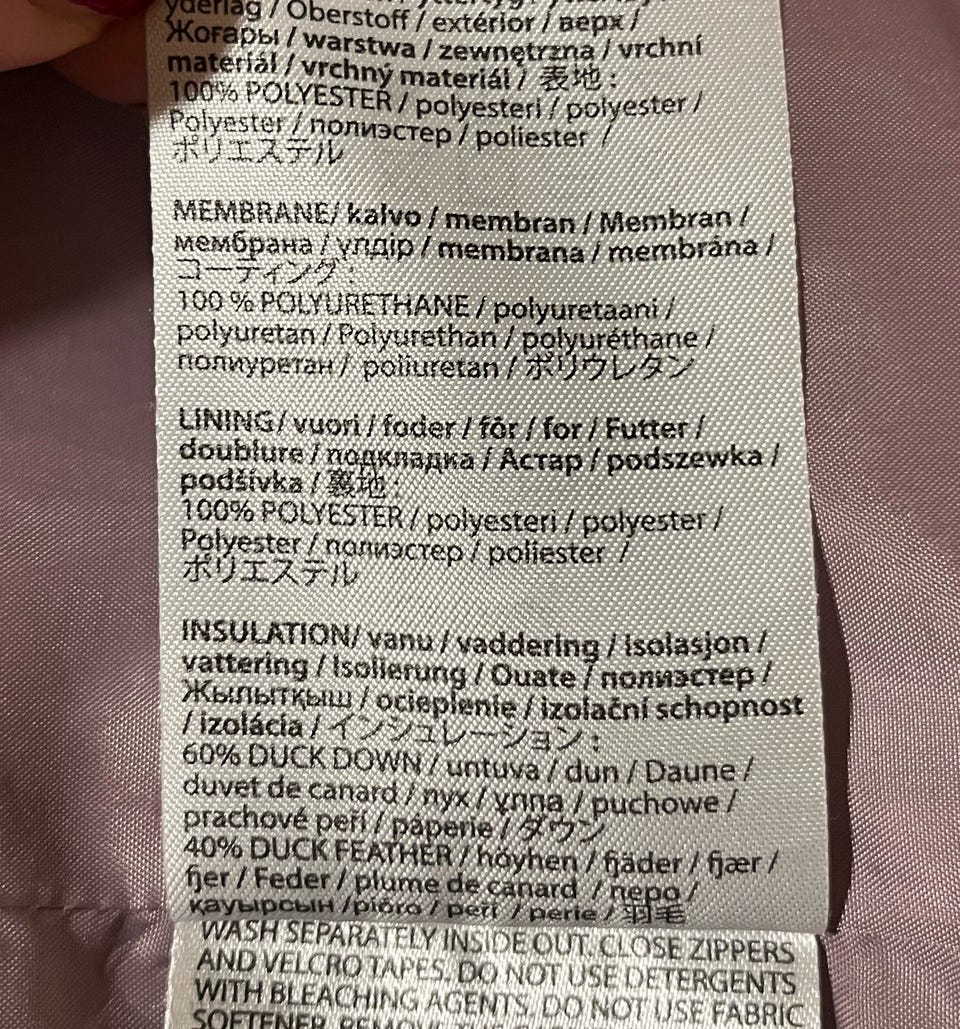 yderlag / Oberstoff / extérior / верх /
Жоғары / warstwa / zewnętrzna / vrchní
materiál / vrchný materiál / 表地 :
100% POLYESTER / polyesteri / polyester /
Polyester / полиэстер / poliester /
ポリエステル
MEMBRANE/ kalvo / membran / Membran /
мембрана / үлдір / membrana / membrána /
コーティング :
100 % POLYURETHANE / polyuretaani /
polyuretan / Polyurethan / polyuréthane /
полиуретан / poliuretan / ポリウレタン
LINING / vuori / foder / fôr / for / Futter /
doublure / подкладка / Астар / podszewka /
podšívka / 裏地 :
100% POLYESTER / polyesteri / polyester /
Polyester / полиэстер / poliester /
ポリエステル
INSULATION/ vanu / vaddering / isolasjon /
vattering / Isolierung / Ouate / полиэстер /
Жылытқыш / ocieplenie / izolační schopnost
/ izolácia / インシュレーション :
60% DUCK DOWN / untuva / dun / Daune /
duvet de canard / пух / үлпа / puchowe /
prachové peří / páperie / ダウン
40% DUCK FEATHER / höyhen / fjäder / fjær /
fjer / Feder / plume de canard / перо /
қауырсын /pióro / peří / perie / 羽毛
WASH SEPARATELY INSIDE OUT. CLOSE ZIPPERS
AND VELCRO TAPES. DO NOT USE DETERGENTS
WITH BLEACHING AGENTS. DO NOT USE FABRIC
SOFTENER.